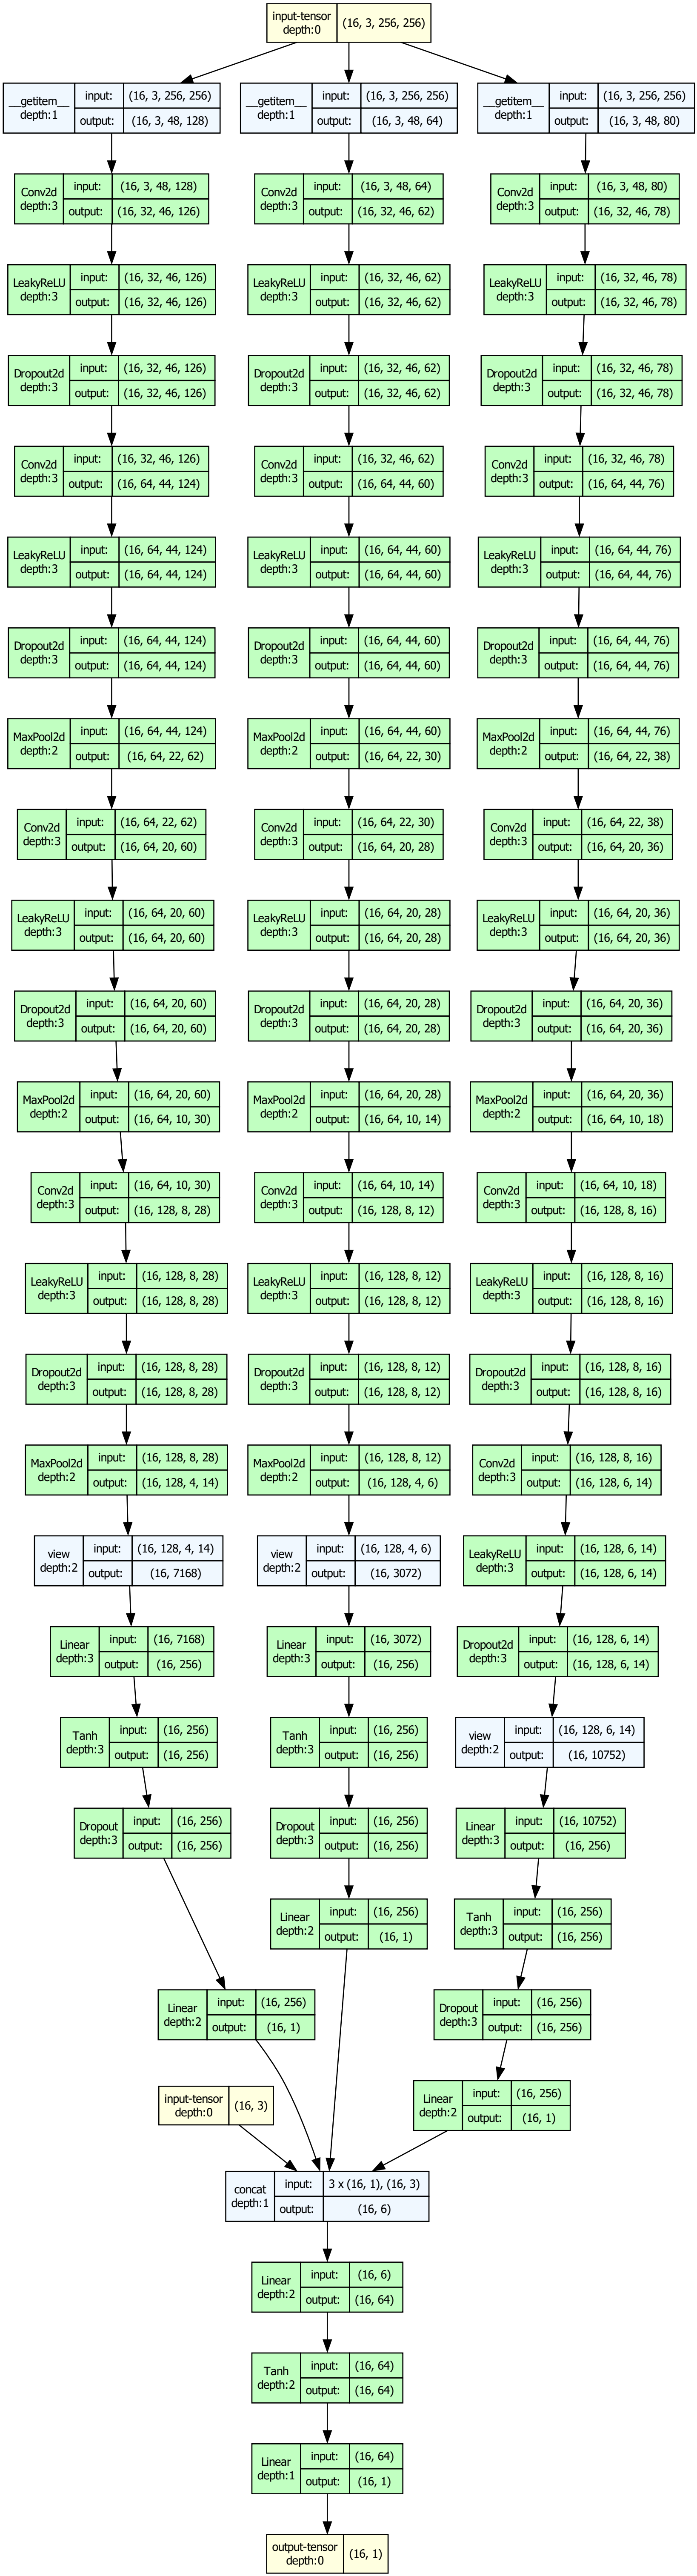 input-tensor
depth:0
(16, 3, 256, 256)
__getitem__
depth:1
input:
(16, 3, 256, 256)
output:
(16, 3, 48, 128)
__getitem__
depth:1
input:
(16, 3, 256, 256)
output:
(16, 3, 48, 64)
__getitem__
depth:1
input:
(16, 3, 256, 256)
output:
(16, 3, 48, 80)
Conv2d
depth:3
input:
(16, 3, 48, 128)
output:
(16, 32, 46, 126)
Conv2d
depth:3
input:
(16, 3, 48, 64)
output:
(16, 32, 46, 62)
Conv2d
depth:3
input:
(16, 3, 48, 80)
output:
(16, 32, 46, 78)
LeakyReLU
depth:3
input:
(16, 32, 46, 126)
output:
(16, 32, 46, 126)
LeakyReLU
depth:3
input:
(16, 32, 46, 62)
output:
(16, 32, 46, 62)
LeakyReLU
depth:3
input:
(16, 32, 46, 78)
output:
(16, 32, 46, 78)
Dropout2d
depth:3
input:
(16, 32, 46, 126)
output:
(16, 32, 46, 126)
Dropout2d
depth:3
input:
(16, 32, 46, 62)
output:
(16, 32, 46, 62)
Dropout2d
depth:3
input:
(16, 32, 46, 78)
output:
(16, 32, 46, 78)
Conv2d
depth:3
input:
(16, 32, 46, 126)
output:
(16, 64, 44, 124)
Conv2d
depth:3
input:
(16, 32, 46, 62)
output:
(16, 64, 44, 60)
Conv2d
depth:3
input:
(16, 32, 46, 78)
output:
(16, 64, 44, 76)
LeakyReLU
depth:3
input:
(16, 64, 44, 124)
output:
(16, 64, 44, 124)
LeakyReLU
depth:3
input:
(16, 64, 44, 60)
output:
(16, 64, 44, 60)
LeakyReLU
depth:3
input:
(16, 64, 44, 76)
output:
(16, 64, 44, 76)
Dropout2d
depth:3
input:
(16, 64, 44, 124)
output:
(16, 64, 44, 124)
Dropout2d
depth:3
input:
(16, 64, 44, 60)
output:
(16, 64, 44, 60)
Dropout2d
depth:3
input:
(16, 64, 44, 76)
output:
(16, 64, 44, 76)
MaxPool2d
depth:2
input:
(16, 64, 44, 124)
output:
(16, 64, 22, 62)
MaxPool2d
depth:2
input:
(16, 64, 44, 60)
output:
(16, 64, 22, 30)
MaxPool2d
depth:2
input:
(16, 64, 44, 76)
output:
(16, 64, 22, 38)
Conv2d
depth:3
input:
(16, 64, 22, 62)
output:
(16, 64, 20, 60)
Conv2d
depth:3
input:
(16, 64, 22, 30)
output:
(16, 64, 20, 28)
Conv2d
depth:3
input:
(16, 64, 22, 38)
output:
(16, 64, 20, 36)
LeakyReLU
depth:3
input:
(16, 64, 20, 60)
output:
(16, 64, 20, 60)
LeakyReLU
depth:3
input:
(16, 64, 20, 28)
output:
(16, 64, 20, 28)
LeakyReLU
depth:3
input:
(16, 64, 20, 36)
output:
(16, 64, 20, 36)
Dropout2d
depth:3
input:
(16, 64, 20, 60)
output:
(16, 64, 20, 60)
Dropout2d
depth:3
input:
(16, 64, 20, 28)
output:
(16, 64, 20, 28)
Dropout2d
depth:3
input:
(16, 64, 20, 36)
output:
(16, 64, 20, 36)
MaxPool2d
depth:2
input:
(16, 64, 20, 60)
output:
(16, 64, 10, 30)
MaxPool2d
depth:2
input:
(16, 64, 20, 28)
output:
(16, 64, 10, 14)
MaxPool2d
depth:2
input:
(16, 64, 20, 36)
output:
(16, 64, 10, 18)
Conv2d
depth:3
input:
(16, 64, 10, 30)
output:
(16, 128, 8, 28)
Conv2d
depth:3
input:
(16, 64, 10, 14)
output:
(16, 128, 8, 12)
Conv2d
depth:3
input:
(16, 64, 10, 18)
output:
(16, 128, 8, 16)
LeakyReLU
depth:3
input:
(16, 128, 8, 28)
output:
(16, 128, 8, 28)
LeakyReLU
depth:3
input:
(16, 128, 8, 12)
output:
(16, 128, 8, 12)
LeakyReLU
depth:3
input:
(16, 128, 8, 16)
output:
(16, 128, 8, 16)
Dropout2d
depth:3
input:
(16, 128, 8, 28)
output:
(16, 128, 8, 28)
Dropout2d
depth:3
input:
(16, 128, 8, 12)
output:
(16, 128, 8, 12)
Dropout2d
depth:3
input:
(16, 128, 8, 16)
output:
(16, 128, 8, 16)
MaxPool2d
depth:2
input:
(16, 128, 8, 28)
output:
(16, 128, 4, 14)
MaxPool2d
depth:2
input:
(16, 128, 8, 12)
output:
(16, 128, 4, 6)
Conv2d
depth:3
input:
(16, 128, 8, 16)
output:
(16, 128, 6, 14)
view
depth:2
input:
(16, 128, 4, 14)
output:
(16, 7168)
view
depth:2
input:
(16, 128, 4, 6)
output:
(16, 3072)
LeakyReLU
depth:3
input:
(16, 128, 6, 14)
output:
(16, 128, 6, 14)
Linear
depth:3
input:
(16, 7168)
output:
(16, 256)
Linear
depth:3
input:
(16, 3072)
output:
(16, 256)
Dropout2d
depth:3
input:
(16, 128, 6, 14)
output:
(16, 128, 6, 14)
Tanh
depth:3
input:
(16, 256)
output:
(16, 256)
Tanh
depth:3
input:
(16, 256)
output:
(16, 256)
view
depth:2
input:
(16, 128, 6, 14)
output:
(16, 10752)
Dropout
depth:3
input:
(16, 256)
output:
(16, 256)
Dropout
depth:3
input:
(16, 256)
output:
(16, 256)
Linear
depth:3
input:
(16, 10752)
output:
(16, 256)
Linear
depth:2
input:
(16, 256)
output:
(16, 1)
Tanh
depth:3
input:
(16, 256)
output:
(16, 256)
Linear
depth:2
input:
(16, 256)
output:
(16, 1)
Dropout
depth:3
input:
(16, 256)
output:
(16, 256)
input-tensor
depth:0
(16, 3)
Linear
depth:2
input:
(16, 256)
output:
(16, 1)
concat
depth:1
input:
3 x (16, 1), (16, 3)
output:
(16, 6)
Linear
depth:2
input:
(16, 6)
output:
(16, 64)
Tanh
depth:2
input:
(16, 64)
output:
(16, 64)
Linear
depth:1
input:
(16, 64)
output:
(16, 1)
output-tensor
depth:0
(16, 1)